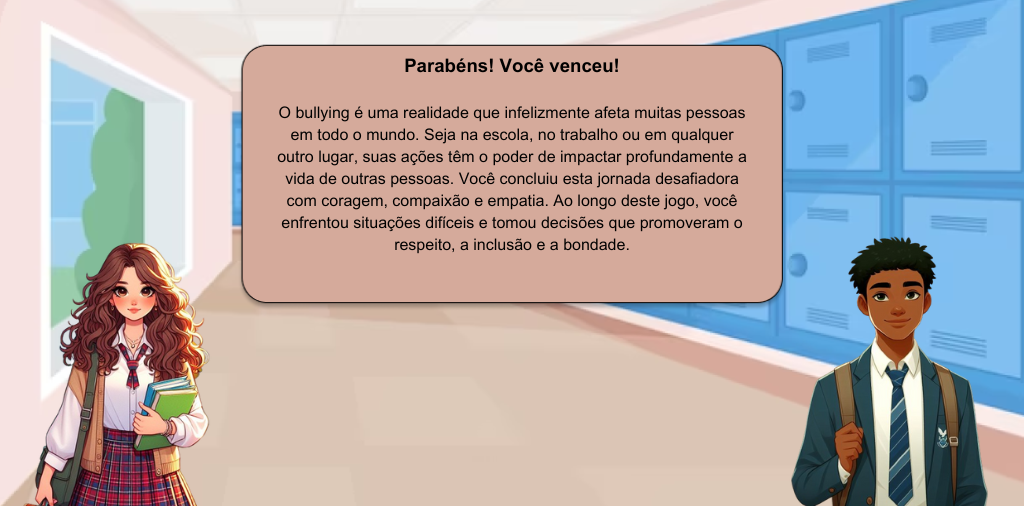 Parabéns! Você venceu!
O bullying é uma realidade que infelizmente afeta muitas pessoas
em todo o mundo. Seja na escola, no trabalho ou em qualquer
outro lugar, suas ações têm o poder de impactar profundamente a
vida de outras pessoas. Você concluiu esta jornada desafiadora
com coragem, compaixão e empatia. Ao longo deste jogo, você
enfrentou situações difíceis e tomou decisões que promoveram o
respeito, a inclusão e a bondade.